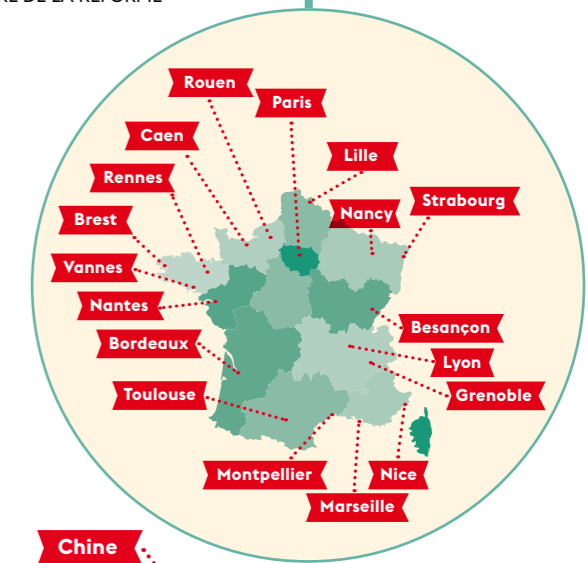 RE DE LA RÉFORME
Rouen
Paris
Caen
Lille
Rennes
Strabourg
Nancy
Brest
Vannes
Nantes
Besançon
Bordeaux
Lyon
Toulouse
Grenoble
Montpellier
Nice
Marseille
Chine